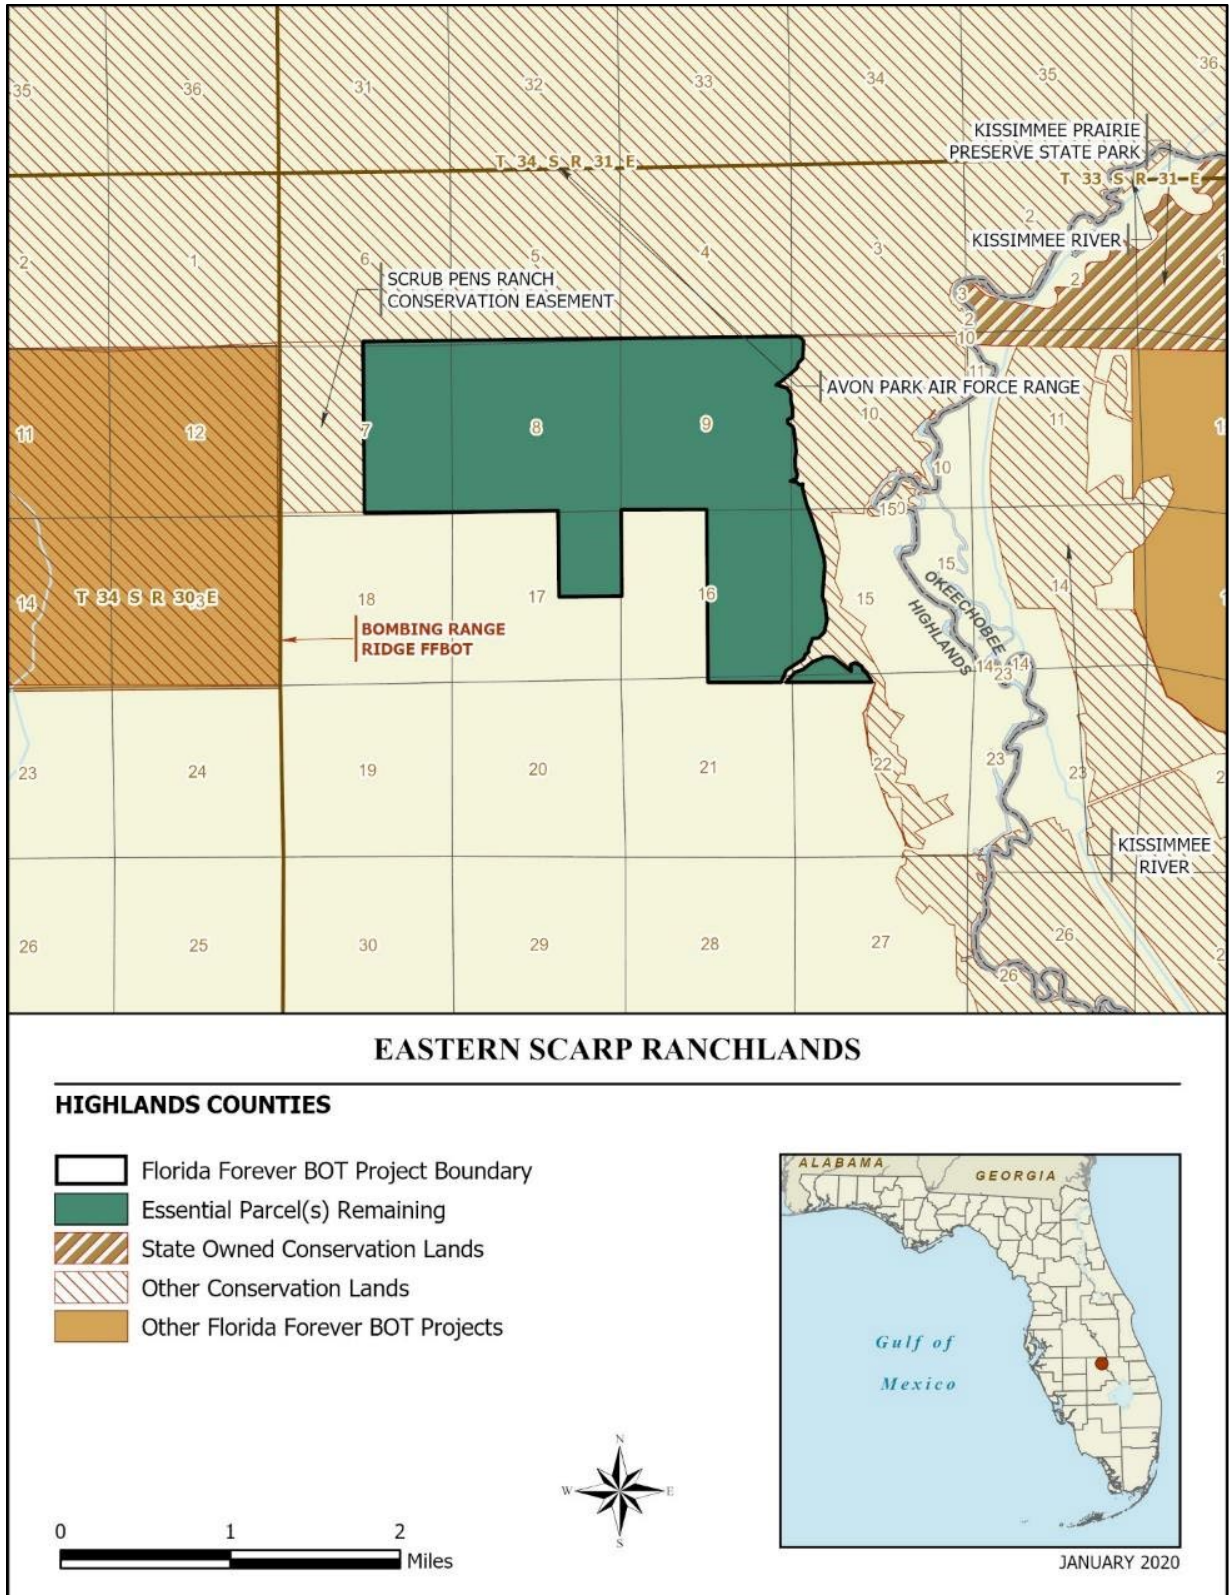 35
36
31
32
33
34
35
36
KISSIMMEE PRAIRIE
PRESERVE STATE PARK
T 34 S R 31 E
T 33 S R 31 E
2
1
6
5
4
3
2
KISSIMMEE RIVER
2
SCRUB PENS RANCH
CONSERVATION EASEMENT
3
2
10
11
AVON PARK AIR FORCE RANGE
11
12
7
8
9
10
11
10
15
14
T 34 S R 30 E
13
18
17
16
15
15
14
OKEECHOBEE
HIGHLANDS
BOMBING RANGE
RIDGE FFBOT
14
14
23
23
24
19
20
21
22
23
23
KISSIMMEE
RIVER
26
25
30
29
28
27
26
26
EASTERN SCARP RANCHLANDS
HIGHLANDS COUNTIES
Florida Forever BOT Project Boundary
Essential Parcel(s) Remaining
State Owned Conservation Lands
Other Conservation Lands
Other Florida Forever BOT Projects
ALABAMA
GEORGIA
Gulf of
Mexico
N
W E
S
0 1 2
Miles
JANUARY 2020